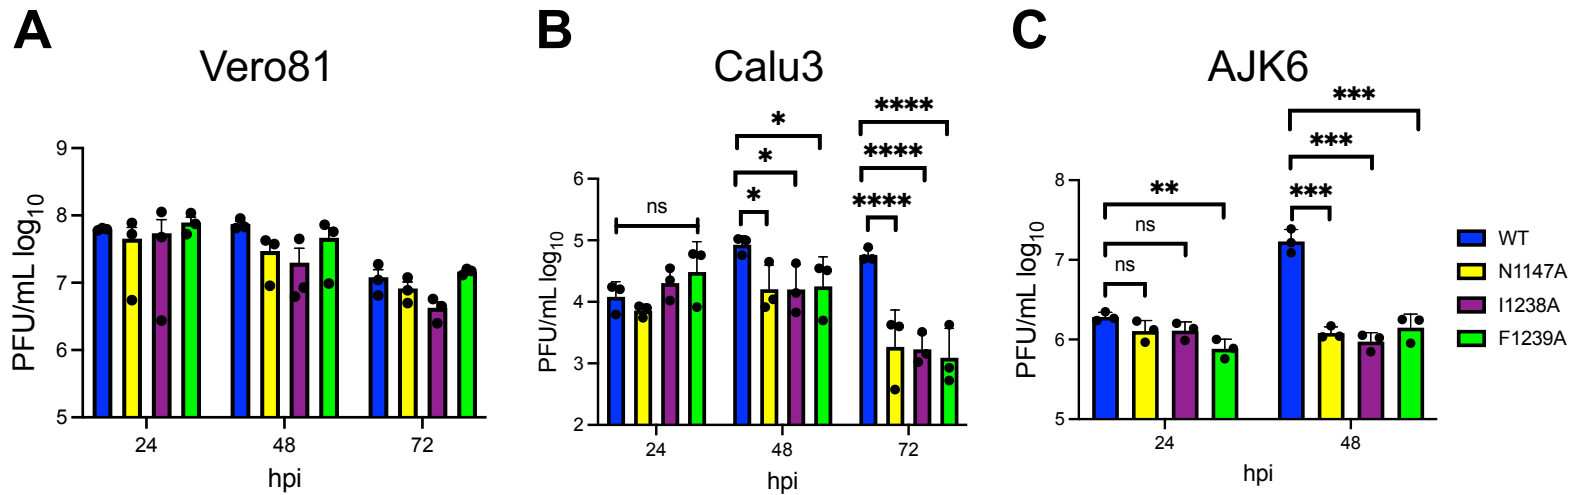 A
Vero81
PFU/mL log10
9
8
7
6
5
24
48
72
hpi
B
Calu3
PFU/mL log10
6
5
4
3
2
ns
*
*
*
****
****
****
24
48
72
hpi
C
AJK6
PFU/mL log10
8
7
6
5
**
ns
ns
***
***
***
24
48
hpi
WT
N1147A
I1238A
F1239A